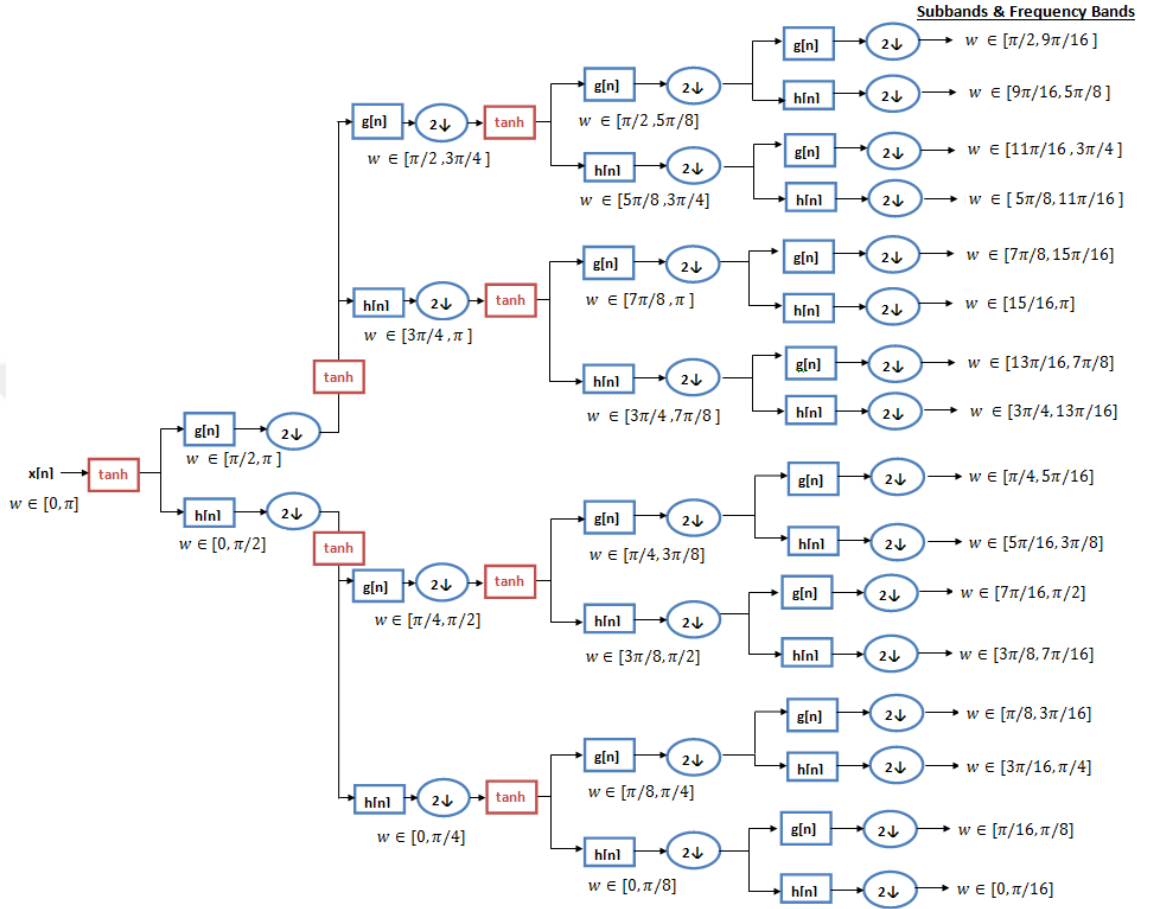 Subbands & Frequency Bands
g[n] 2↓ w ∈ [π/2, 9π/16 ]
g[n] 2↓
h[n] 2↓ w ∈ [9π/16, 5π/8 ]
g[n] 2↓ tanh
w ∈ [π/2 ,5π/8]
w ∈ [π/2 ,3π/4 ]
g[n] 2↓ w ∈ [11π/16 ,3π/4 ]
h[n] 2↓
h[n] 2↓ w ∈ [ 5π/8, 11π/16 ]
w ∈ [5π/8 ,3π/4]
g[n] 2↓ w ∈ [7π/8, 15π/16]
g[n] 2↓
h[n] 2↓ tanh
w ∈ [7π/8 , π ]
h[n] 2↓ w ∈ [15/16, π]
w ∈ [3π/4 , π ]
g[n] 2↓ w ∈ [13π/16, 7π/8]
tanh
h[n] 2↓
h[n] 2↓ w ∈ [3π/4, 13π/16]
w ∈ [3π/4 ,7π/8 ]
g[n] 2↓
w ∈ [π/2, π ]
x[n] tanh
w ∈ [0, π]
g[n] 2↓ w ∈ [π/4, 5π/16]
h[n] 2↓
w ∈ [0, π/2]
g[n] 2↓
h[n] 2↓ w ∈ [5π/16, 3π/8]
tanh
w ∈ [π/4, 3π/8]
g[n] 2↓ tanh
w ∈ [π/4, π/2]
g[n] 2↓ w ∈ [7π/16, π/2]
h[n] 2↓
h[n] 2↓ w ∈ [3π/8, 7π/16]
w ∈ [3π/8, π/2]
g[n] 2↓ w ∈ [π/8, 3π/16]
g[n] 2↓
h[n] 2↓ w ∈ [3π/16, π/4]
w ∈ [π/8, π/4]
h[n] 2↓ tanh
w ∈ [0, π/4]
g[n] 2↓ w ∈ [π/16, π/8]
h[n] 2↓
w ∈ [0, π/8]
h[n] 2↓ w ∈ [0, π/16]